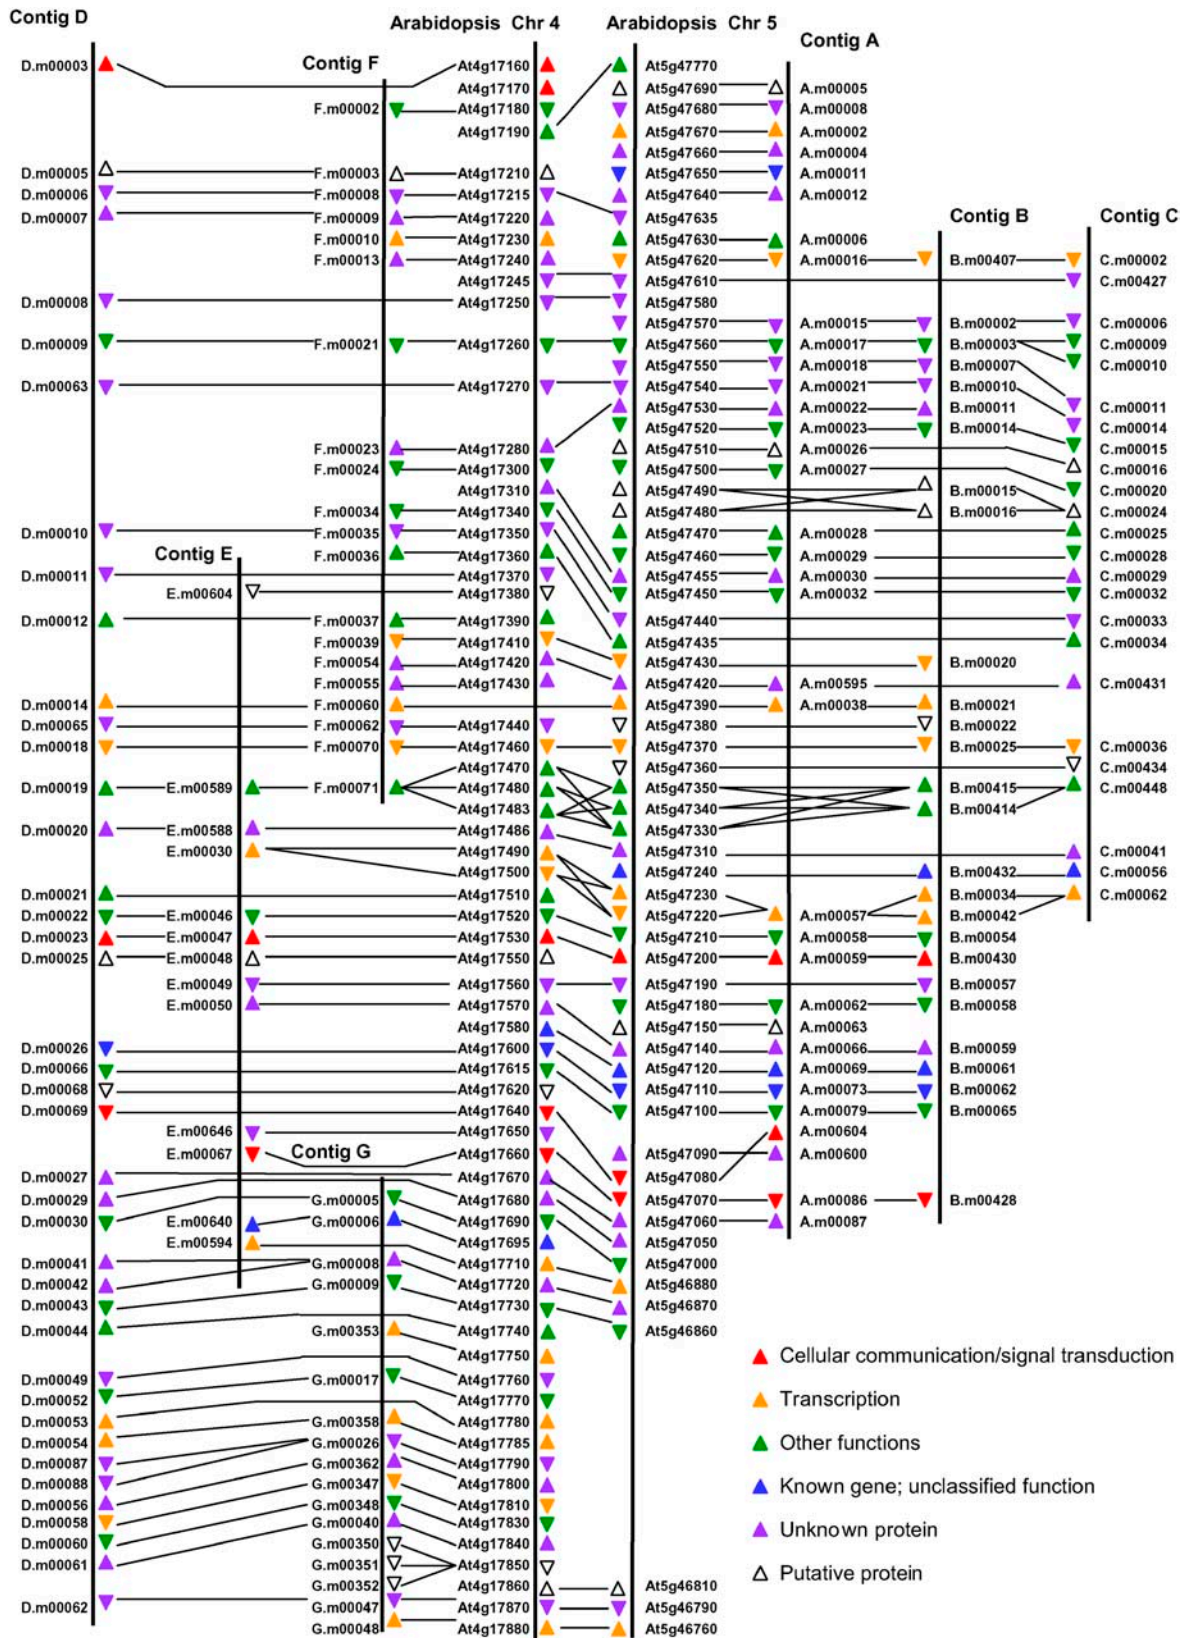 Contig D
Arabidopsis Chr 4
Arabidopsis Chr 5
Contig A
Contig F
D.m00003 At4g17160 At5g47770
At4g17170 At5g47690 A.m00005
F.m00002 At4g17180 At5g47680 A.m00008
At4g17190 At5g47670 A.m00002
At5g47660 A.m00004
D.m00005 F.m00003 At4g17210 At5g47650 A.m00011
D.m00006 F.m00008 At4g17215 At5g47640 A.m00012
Contig B Contig C
D.m00007 F.m00009 At4g17220 At5g47635
F.m00010 At4g17230 At5g47630 A.m00006
F.m00013 At4g17240 At5g47620 A.m00016 B.m00407 C.m00002
At4g17245 At5g47610 C.m00427
D.m00008 At4g17250 At5g47580
At5g47570 A.m00015 B.m00002 C.m00006
D.m00009 F.m00021 At4g17260 At5g47560 A.m00017 B.m00003 C.m00009
At5g47550 A.m00018 B.m00007 C.m00010
D.m00063 At4g17270 At5g47540 A.m00021 B.m00010
At5g47530 A.m00022 B.m00011 C.m00011
At5g47520 A.m00023 B.m00014 C.m00014
F.m00023 At4g17280 At5g47510 A.m00026 C.m00015
F.m00024 At4g17300 At5g47500 A.m00027 C.m00016
At4g17310 At5g47490 B.m00015 C.m00020
F.m00034 At4g17340 At5g47480 B.m00016 C.m00024
D.m00010 F.m00035 At4g17350 At5g47470 A.m00028 C.m00025
Contig E
F.m00036 At4g17360 At5g47460 A.m00029 C.m00028
D.m00011 At4g17370 At5g47455 A.m00030 C.m00029
E.m00604 At4g17380 At5g47450 A.m00032 C.m00032
D.m00012 F.m00037 At4g17390 At5g47440 C.m00033
F.m00039 At4g17410 At5g47435 C.m00034
F.m00054 At4g17420 At5g47430 B.m00020
F.m00055 At4g17430 At5g47420 A.m00595 C.m00431
D.m00014 F.m00060 At5g47390 A.m00038 B.m00021
D.m00065 F.m00062 At4g17440 At5g47380 B.m00022
D.m00018 F.m00070 At4g17460 At5g47370 B.m00025 C.m00036
At4g17470 At5g47360 C.m00434
D.m00019 E.m00589 F.m00071 At4g17480 At5g47350 B.m00415 C.m00448
At4g17483 At5g47340 B.m00414
D.m00020 E.m00588 At4g17486 At5g47330
E.m00030 At4g17490 At5g47310 C.m00041
At4g17500 At5g47240 B.m00432 C.m00056
D.m00021 At4g17510 At5g47230 B.m00034 C.m00062
D.m00022 E.m00046 At4g17520 At5g47220 A.m00057 B.m00042
D.m00023 E.m00047 At4g17530 At5g47210 A.m00058 B.m00054
D.m00025 E.m00048 At4g17550 At5g47200 A.m00059 B.m00430
E.m00049 At4g17560 At5g47190 B.m00057
E.m00050 At4g17570 At5g47180 A.m00062 B.m00058
At4g17580 At5g47150 A.m00063
D.m00026 At4g17600 At5g47140 A.m00066 B.m00059
D.m00066 At4g17615 At5g47120 A.m00069 B.m00061
D.m00068 At4g17620 At5g47110 A.m00073 B.m00062
D.m00069 At4g17640 At5g47100 A.m00079 B.m00065
E.m00646 At4g17650 A.m00604
Contig G
E.m00067 At4g17660 At5g47090 A.m00600
D.m00027 At4g17670 At5g47080
D.m00029 G.m00005 At4g17680 At5g47070 A.m00086 B.m00428
D.m00030 E.m00640 G.m00006 At4g17690 At5g47060 A.m00087
E.m00594 At4g17695 At5g47050
D.m00041 G.m00008 At4g17710 At5g47000
D.m00042 G.m00009 At4g17720 At5g46880
D.m00043 At4g17730 At5g46870
D.m00044 G.m00353 At4g17740 At5g46860
At4g17750
Cellular communication/signal transduction
D.m00049 G.m00017 At4g17760
D.m00052 At4g17770
Transcription
D.m00053 G.m00358 At4g17780
D.m00054 G.m00026 At4g17785
Other functions
D.m00087 G.m00362 At4g17790
D.m00088 G.m00347 At4g17800
Known gene; unclassified function
D.m00056 G.m00348 At4g17810
D.m00058 G.m00040 At4g17830
Unknown protein
D.m00060 G.m00350 At4g17840
D.m00061 G.m00351 At4g17850
Putative protein
G.m00352 At4g17860 At5g46810
D.m00062 G.m00047 At4g17870 At5g46790
G.m00048 At4g17880 At5g46760